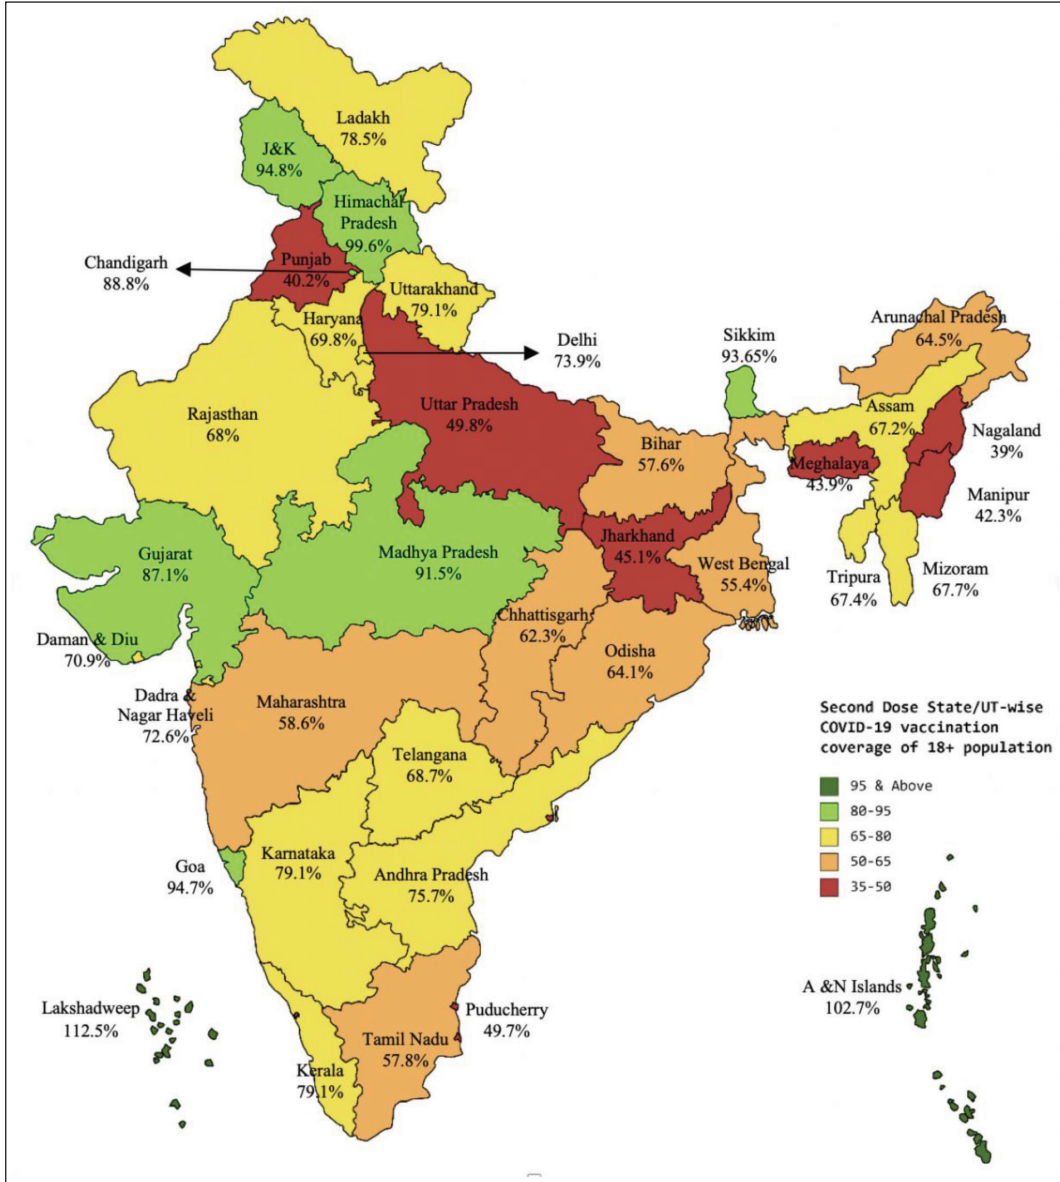 Ladakh
78.5%
J&K
94.8%
Himachal
Pradesh
99.6%
Chandigarh
88.8%
Punjab
40.2%
Uttarakhand
79.1%
Haryana
69.8%
Delhi
73.9%
Sikkim
93.65%
Arunachal Pradesh
64.5%
Rajasthan
68%
Uttar Pradesh
49.8%
Bihar
57.6%
Assam
67.2%
Nagaland
39%
Meghalaya
43.9%
Manipur
42.3%
Gujarat
87.1%
Madhya Pradesh
91.5%
Jharkhand
45.1%
West Bengal
55.4%
Tripura
67.4%
Mizoram
67.7%
Daman & Diu
70.9%
Chhattisgarh
62.3%
Odisha
64.1%
Dadra &
Nagar Haveli
72.6%
Maharashtra
58.6%
Telangana
68.7%
Second Dose State/UT-wise
COVID-19 vaccination
coverage of 18+ population
95 & Above
80-95
65-80
50-65
35-50
Goa
94.7%
Karnataka
79.1%
Andhra Pradesh
75.7%
Lakshadweep
112.5%
A &N Islands
102.7%
Puducherry
49.7%
Tamil Nadu
57.8%
Kerala
79.1%